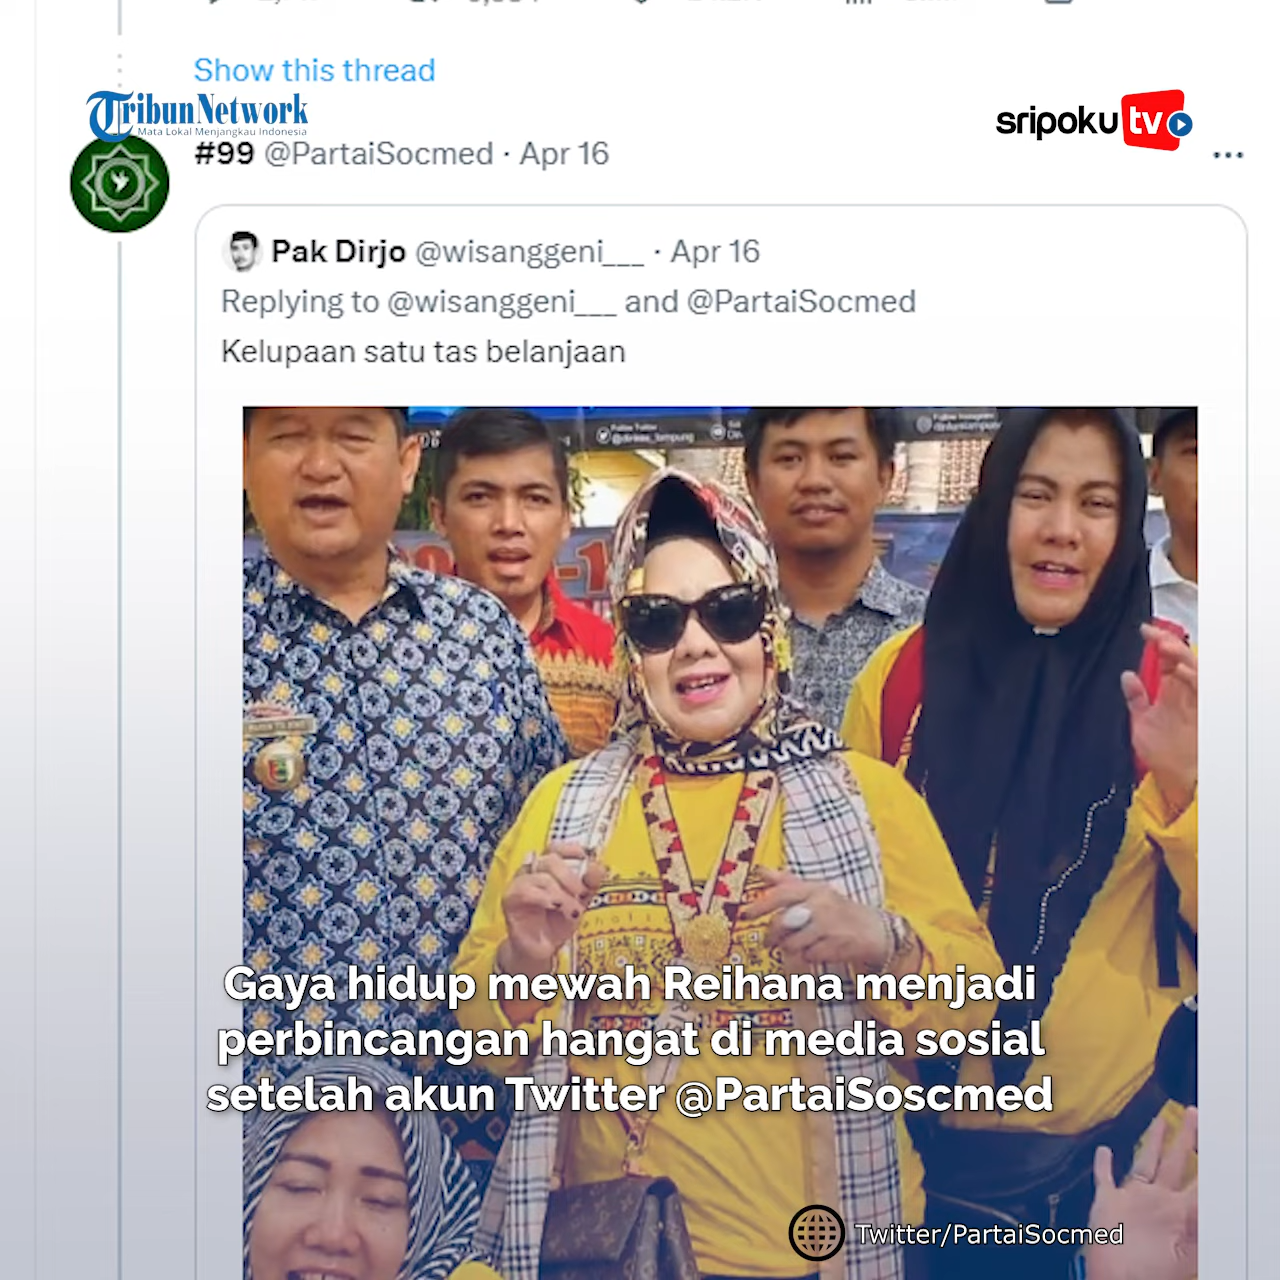 Show this thread
TribunNetwork
Mata Lokal Menjangkau Indonesia
sripoku tv
#99 @PartaiSocmed · Apr 16
Pak Dirjo @wisanggeni___ · Apr 16
Replying to @wisanggeni___ and @PartaiSocmed
Kelupaan satu tas belanjaan
Gaya hidup mewah Reihana menjadi
perbincangan hangat di media sosial
setelah akun Twitter @PartaiSoscmed
Twitter/PartaiSocmed